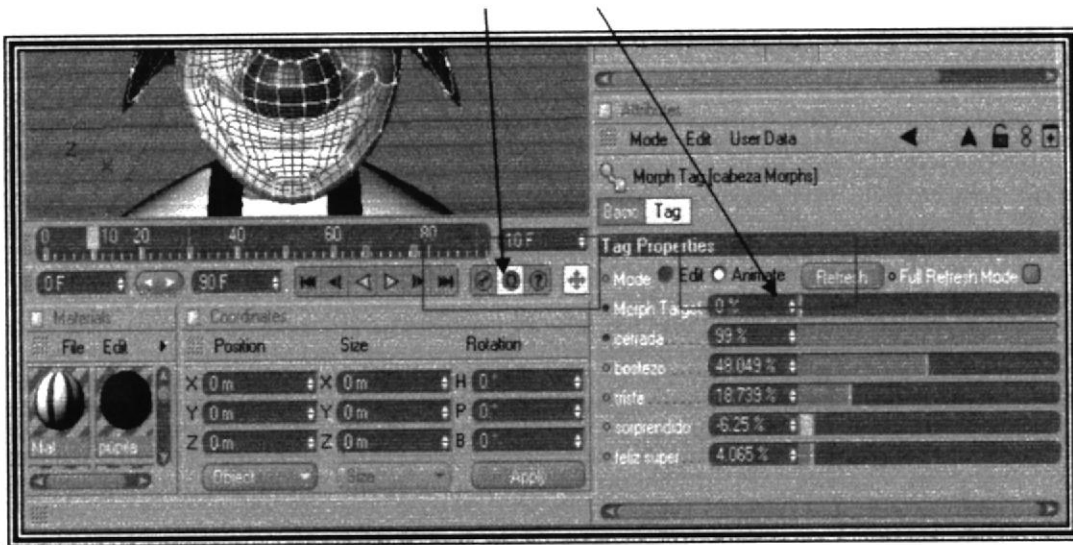 Z
X
0 10 20 40 60 80 10 F
0 F 90 F
Materials
File Edit
Mat pupila
Coordinates
Position Size Rotation
X 0 m X 0 m H 0 °
Y 0 m Y 0 m P 0 °
Z 0 m Z 0 m B 0 °
Object Size Apply
Attributes
Mode Edit User Data
Morph Tag [cabeza Morphs]
Basic Tag
Tag Properties
Mode Edit Animate Refresh Full Refresh Mode
Morph Target 0 %
cerrada 99 %
bostezo 48.049 %
triste 18.739 %
sorprendido -6.25 %
feliz super 4.065 %